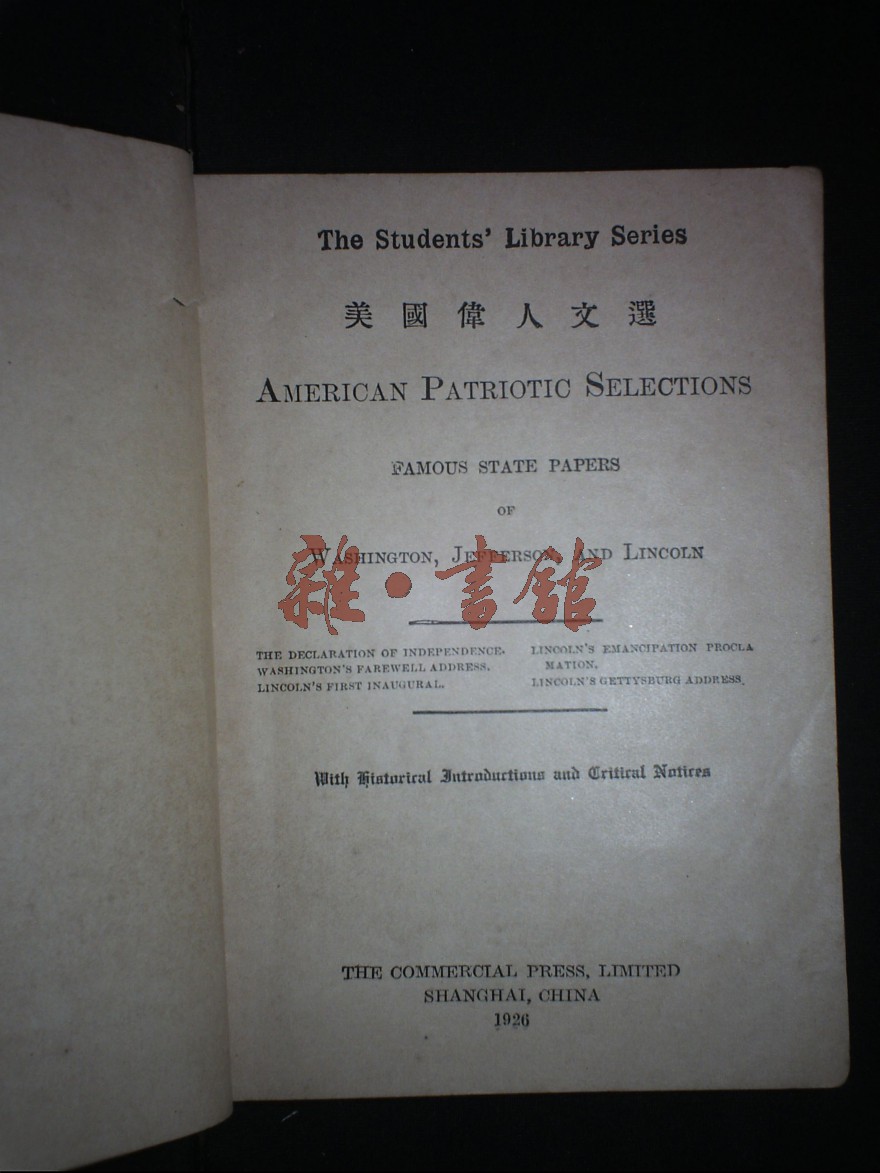 The Students' Library Series
美國偉人文選
AMERICAN PATRIOTIC SELECTIONS
FAMOUS STATE PAPERS
OF
WASHINGTON, JEFFERSON, AND LINCOLN
雜·書館
THE DECLARATION OF INDEPENDENCE.
WASHINGTON'S FAREWELL ADDRESS.
LINCOLN'S FIRST INAUGURAL.
LINCOLN'S EMANCIPATION PROCLA
MATION.
LINCOLN'S GETTYSBURG ADDRESS.
With Historical Introductions and Critical Notices
THE COMMERCIAL PRESS, LIMITED
SHANGHAI, CHINA
1926